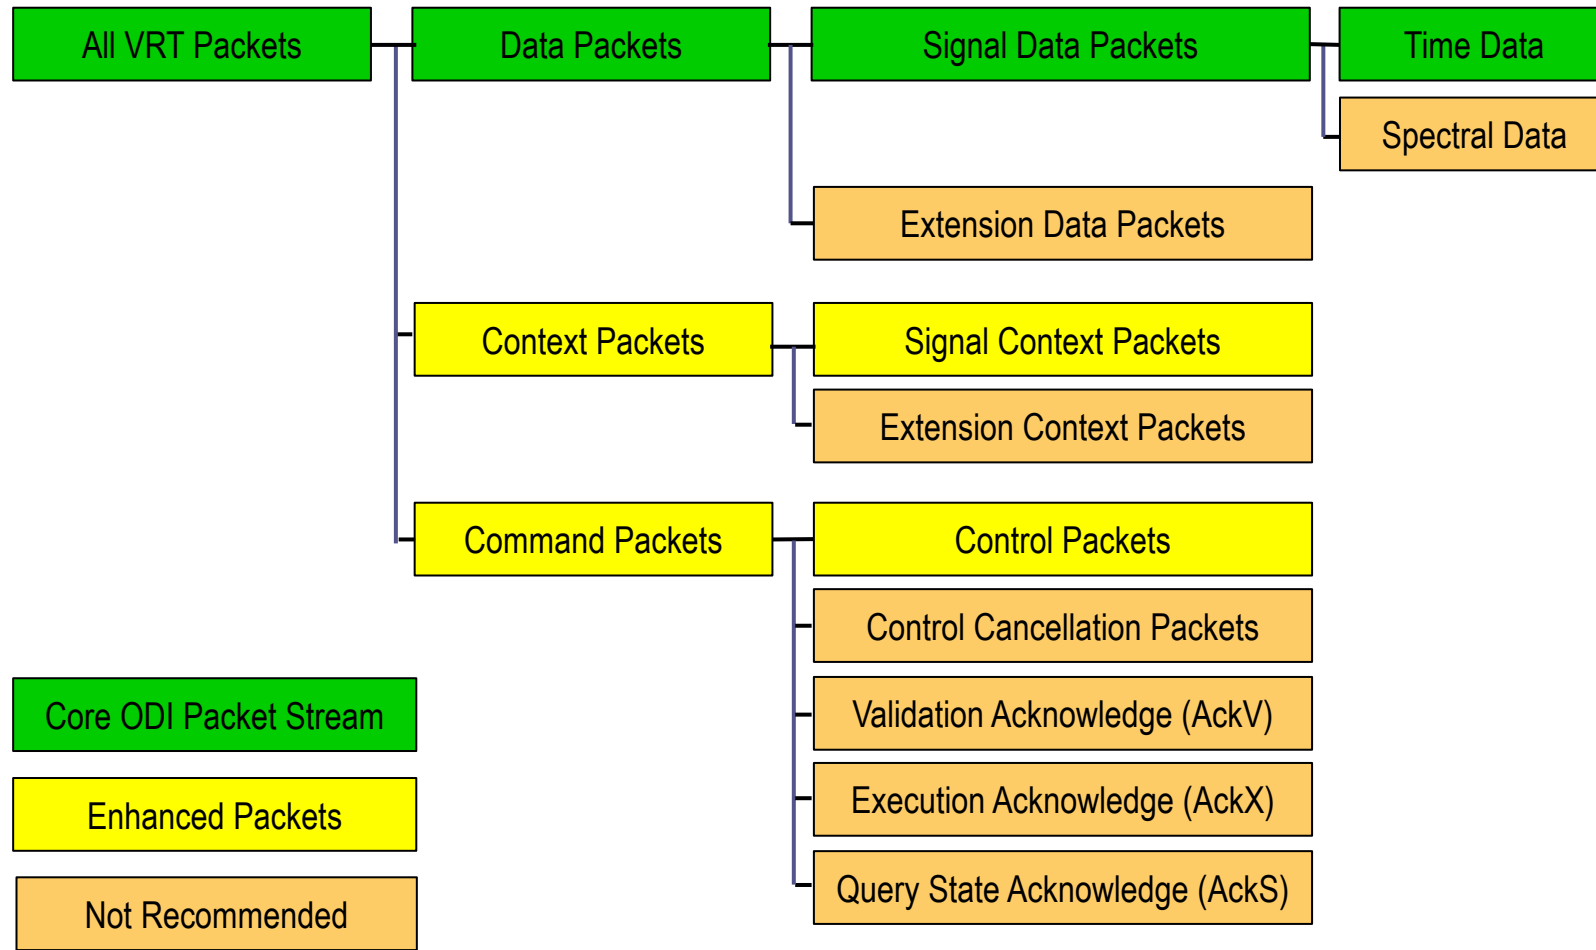 All VRT Packets
Data Packets
Signal Data Packets
Time Data
Spectral Data
Extension Data Packets
Context Packets
Signal Context Packets
Extension Context Packets
Command Packets
Control Packets
Control Cancellation Packets
Validation Acknowledge (AckV)
Execution Acknowledge (AckX)
Query State Acknowledge (AckS)
Core ODI Packet Stream
Enhanced Packets
Not Recommended